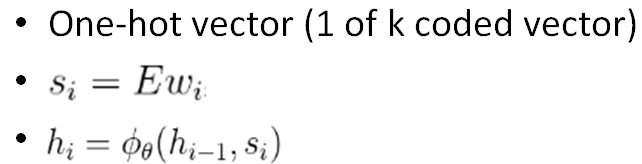 • One-hot vector (1 of k coded vector)
• s_i = Ew_i
• h_i = ϕ_θ(h_{i−1}, s_i)